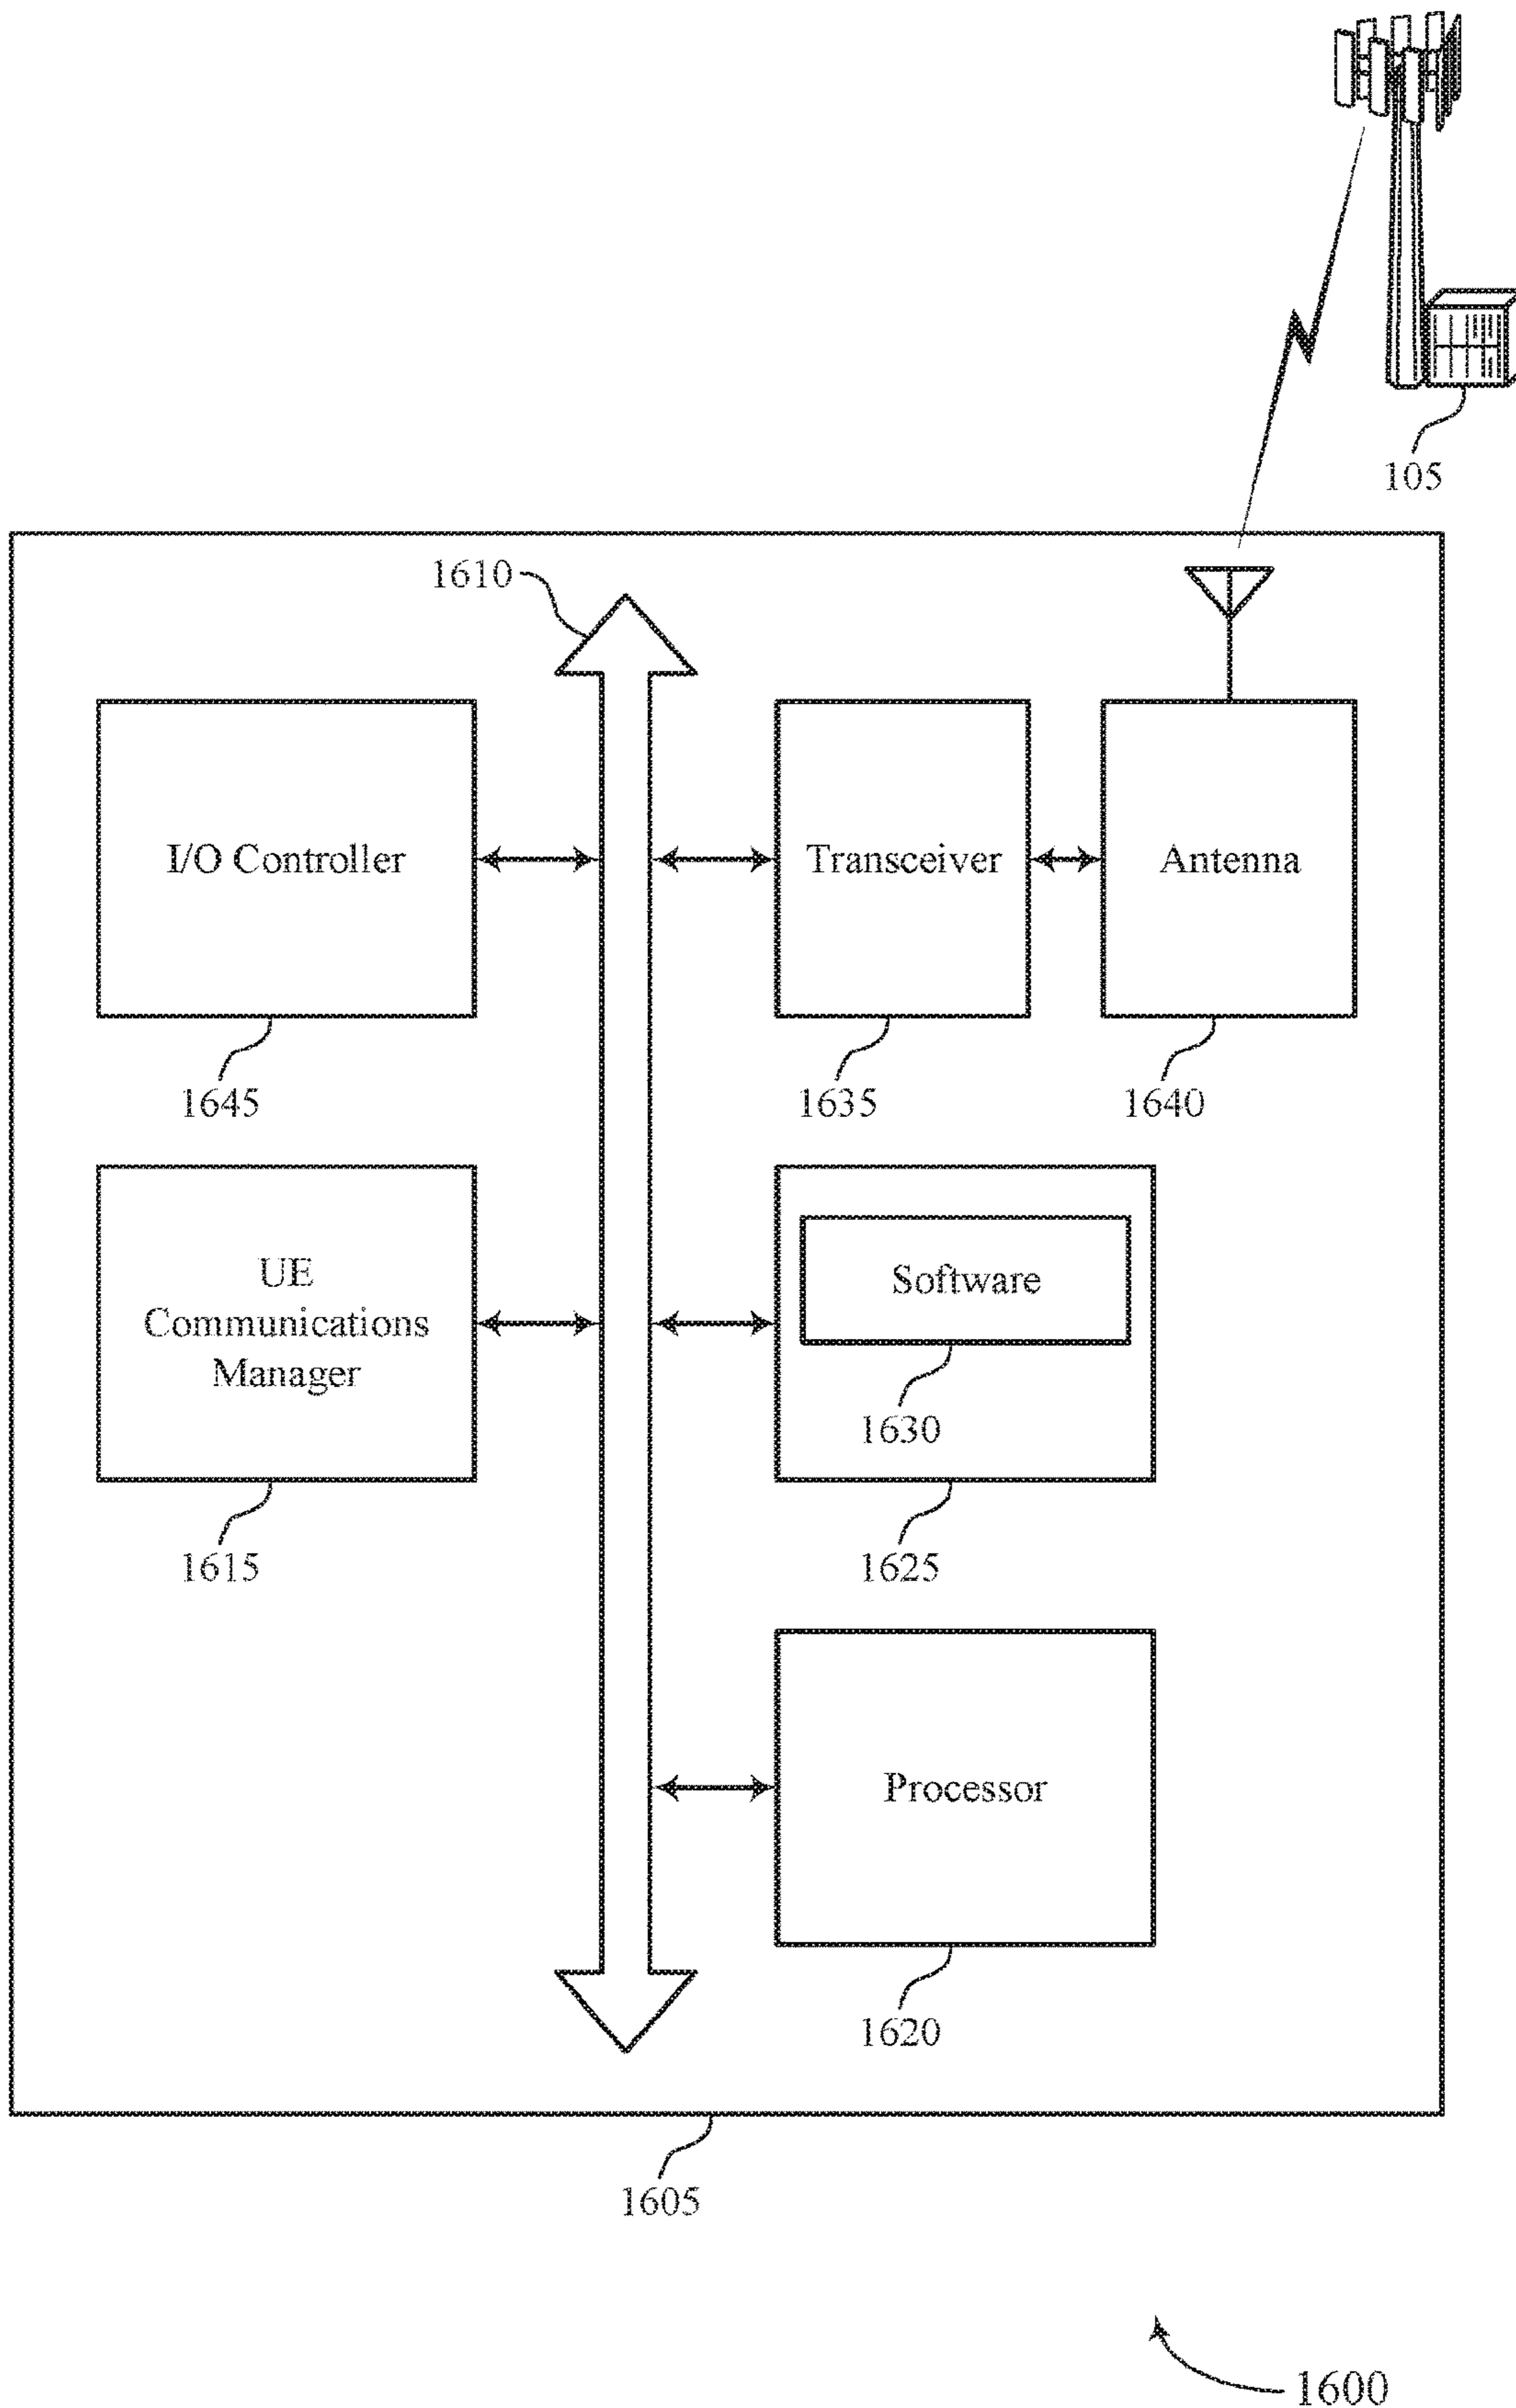 105
1610
I/O Controller
Transceiver
Antenna
1645
1635
1640
UE
Communications
Manager
Software
1630
1615
1625
Processor
1620
1605
1600